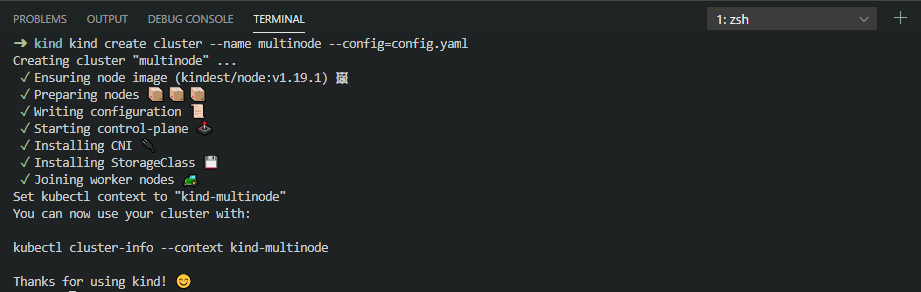 PROBLEMS OUTPUT DEBUG CONSOLE TERMINAL 1: zsh
➜ kind kind create cluster --name multinode --config=config.yaml
Creating cluster "multinode" ...
✓ Ensuring node image (kindest/node:v1.19.1) 🖼
✓ Preparing nodes 📦 📦 📦
✓ Writing configuration 📜
✓ Starting control-plane 🕹️
✓ Installing CNI 🔌
✓ Installing StorageClass 💾
✓ Joining worker nodes 🚜
Set kubectl context to "kind-multinode"
You can now use your cluster with:

kubectl cluster-info --context kind-multinode

Thanks for using kind! 😊